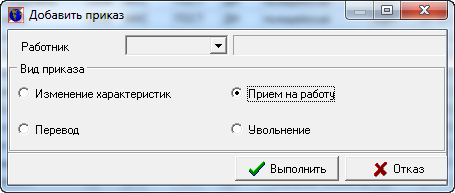 Добавить приказ
Работник
Вид приказа
Изменение характеристик Прием на работу
Перевод Увольнение
Выполнить Отказ